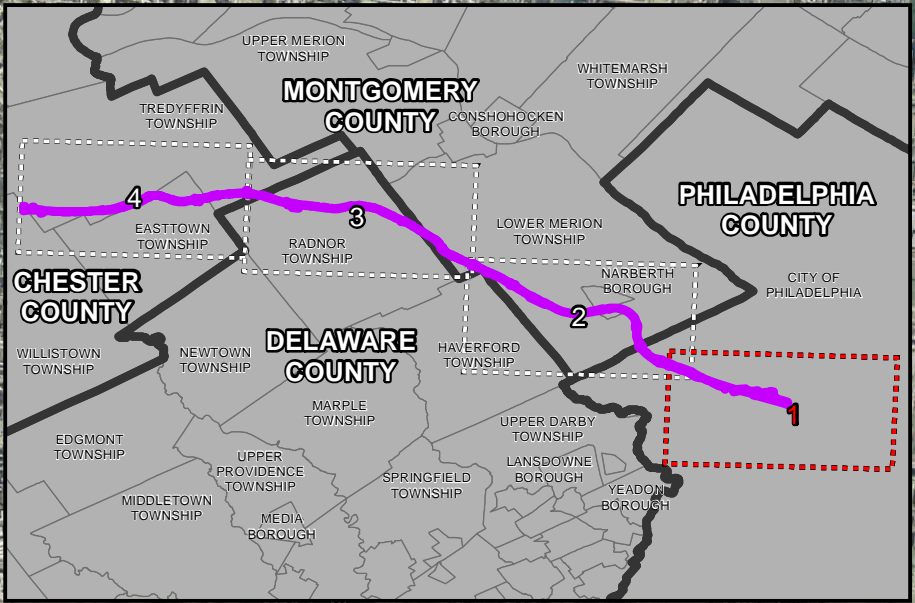 UPPER MERION
TOWNSHIP
WHITEMARSH
TOWNSHIP
MONTGOMERY
COUNTY
TREDYFFRIN
TOWNSHIP
CONSHOHOCKEN
BOROUGH
PHILADELPHIA
COUNTY
4
3
EASTTOWN
TOWNSHIP
RADNOR
TOWNSHIP
LOWER MERION
TOWNSHIP
NARBERTH
BOROUGH
CITY OF
PHILADELPHIA
CHESTER
COUNTY
2
DELAWARE
COUNTY
WILLISTOWN
TOWNSHIP
NEWTOWN
TOWNSHIP
HAVERFORD
TOWNSHIP
MARPLE
TOWNSHIP
1
UPPER DARBY
TOWNSHIP
EDGMONT
TOWNSHIP
UPPER
PROVIDENCE
TOWNSHIP
SPRINGFIELD
TOWNSHIP
LANSDOWNE
BOROUGH
YEADON
BOROUGH
MIDDLETOWN
TOWNSHIP
MEDIA
BOROUGH